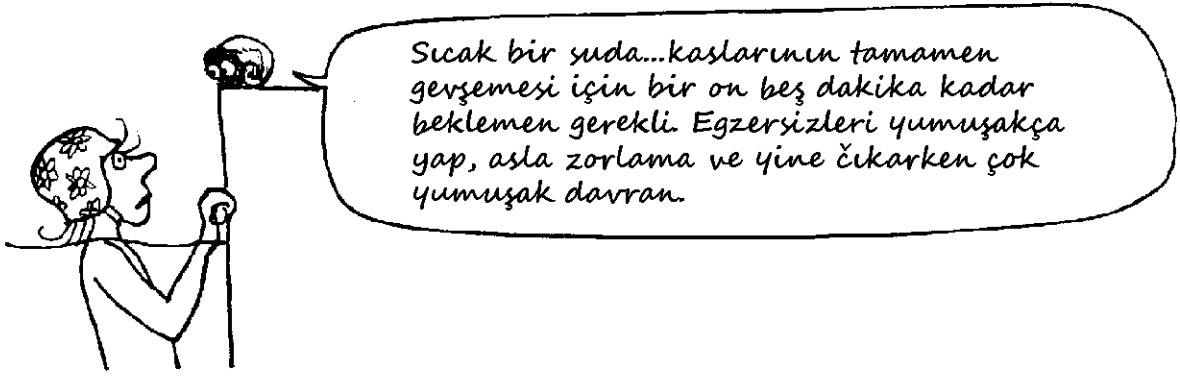 Sıcak bir suda...kaslarının tamamen
gevşemesi için bir on beş dakika kadar
beklemen gerekli. Egzersizleri yumuşakça
yap, asla zorlama ve yine čıkarken çok
yumuşak davran.